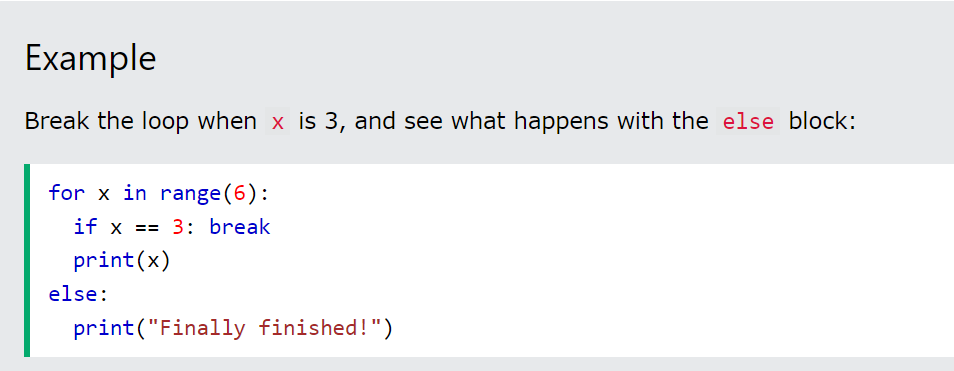 Example
Break the loop when x is 3, and see what happens with the else block:
for x in range(6):
  if x == 3: break
  print(x)
else:
  print("Finally finished!")